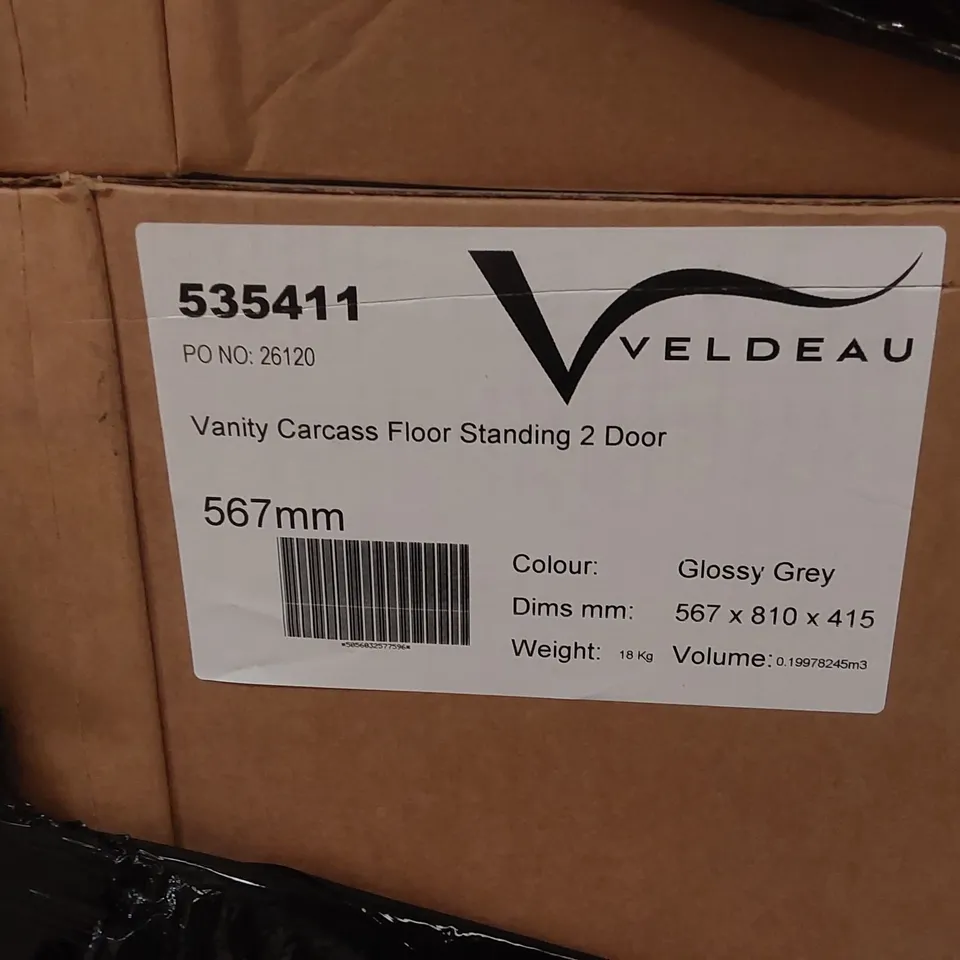 535411
PO NO: 26120
VELDEAU
Vanity Carcass Floor Standing 2 Door
567mm
*5056832577596*
Colour: Glossy Grey
Dims mm: 567 x 810 x 415
Weight: 18 Kg Volume: 0.19978245m3